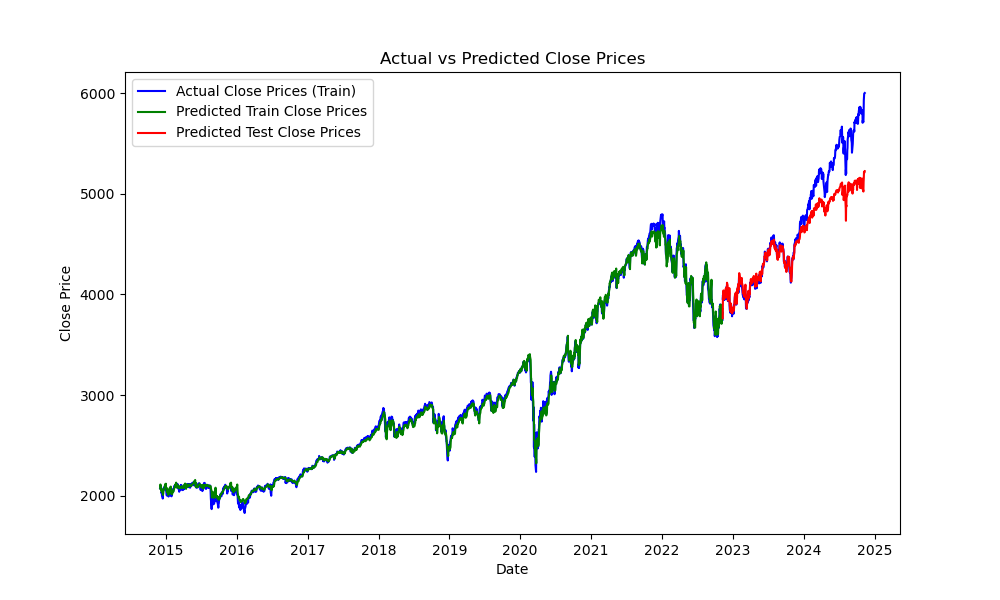 Actual vs Predicted Close Prices
Actual Close Prices (Train)
Predicted Train Close Prices
Predicted Test Close Prices
6000
5000
4000
3000
2000
Close Price
2015 2016 2017 2018 2019 2020 2021 2022 2023 2024 2025
Date